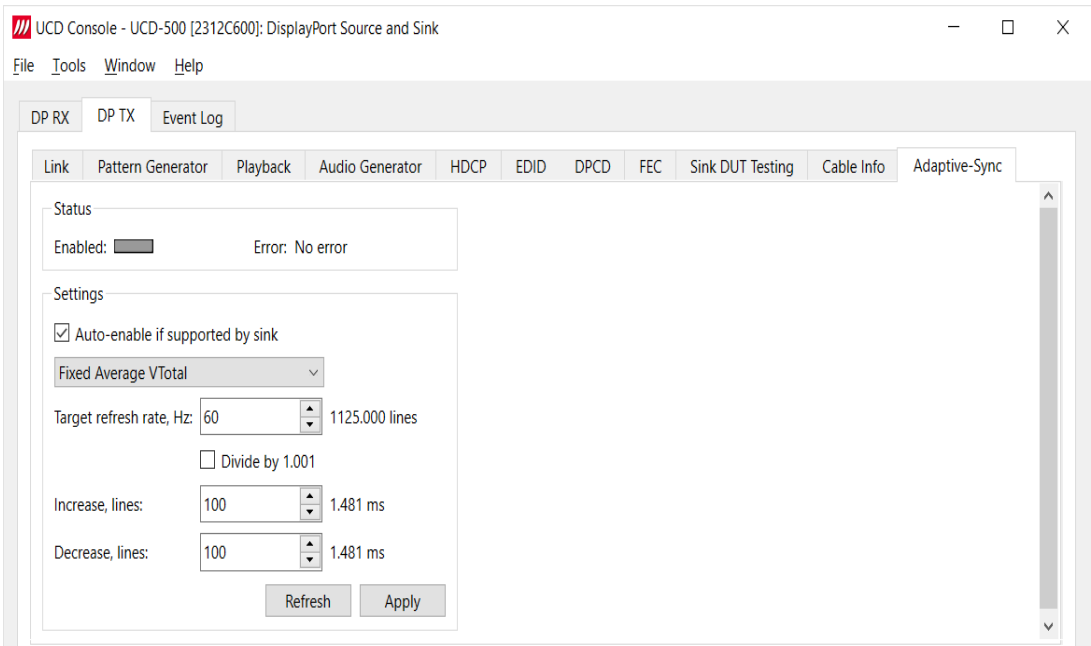 UCD Console - UCD-500 [2312C600]: DisplayPort Source and Sink
File Tools Window Help
DP RX DP TX Event Log
Link Pattern Generator Playback Audio Generator HDCP EDID DPCD FEC Sink DUT Testing Cable Info Adaptive-Sync
Status
Enabled: Error: No error
Settings
Auto-enable if supported by sink
Fixed Average VTotal
Target refresh rate, Hz: 60 1125.000 lines
Divide by 1.001
Increase, lines: 100 1.481 ms
Decrease, lines: 100 1.481 ms
Refresh Apply